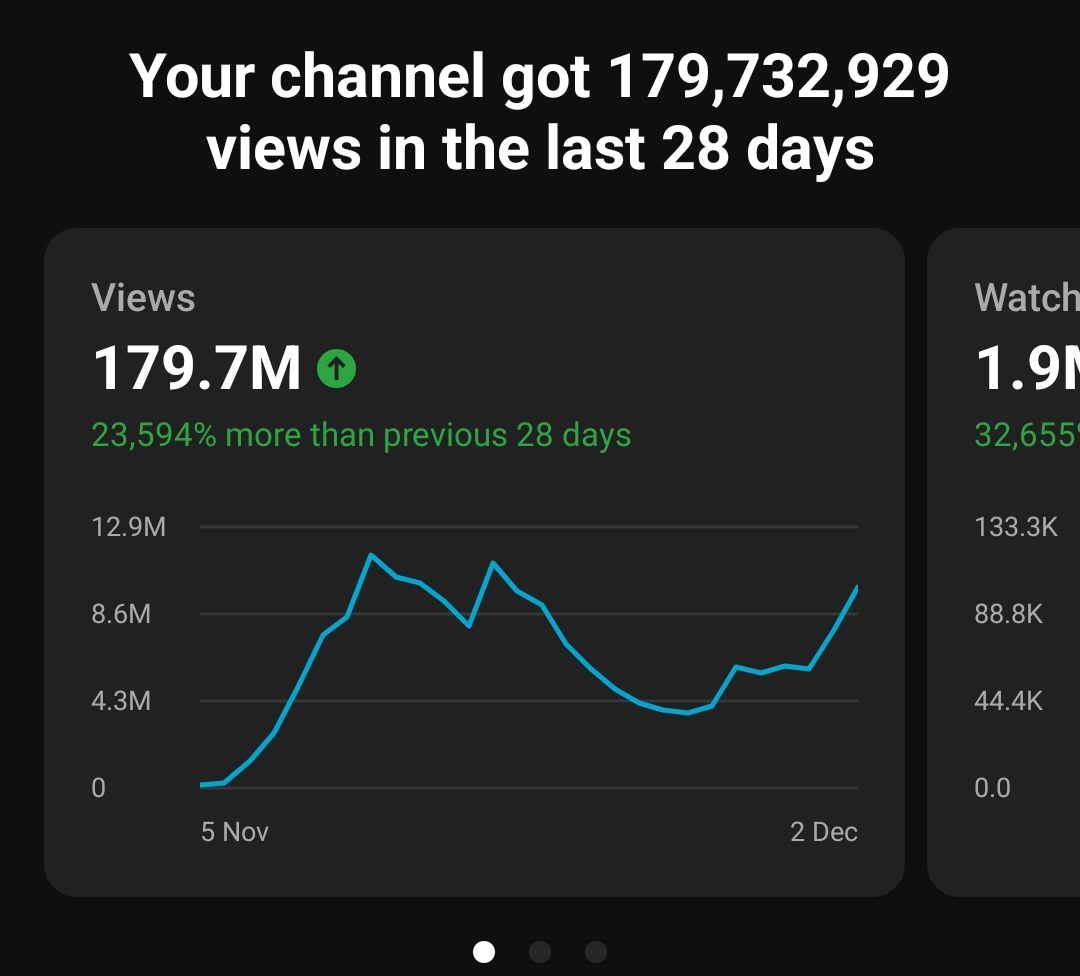 Your channel got 179,732,929
views in the last 28 days
Views
179.7M
23,594% more than previous 28 days
12.9M
8.6M
4.3M
0
5 Nov
2 Dec
Watch
1.9M
32,655%
133.3K
88.8K
44.4K
0.0